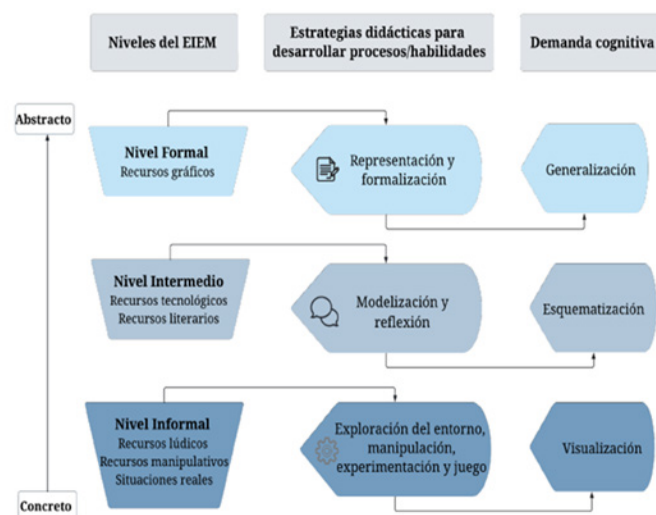 Niveles del EIEM
Estrategias didácticas para
desarrollar procesos/habilidades
Demanda cognitiva
Abstracto
Nivel Formal
Recursos gráficos
Representación y
formalización
Generalización
Nivel Intermedio
Recursos tecnológicos
Recursos literarios
Modelización y
reflexión
Esquematización
Nivel Informal
Recursos lúdicos
Recursos manipulativos
Situaciones reales
Exploración del entorno,
manipulación,
experimentación y juego
Visualización
Concreto